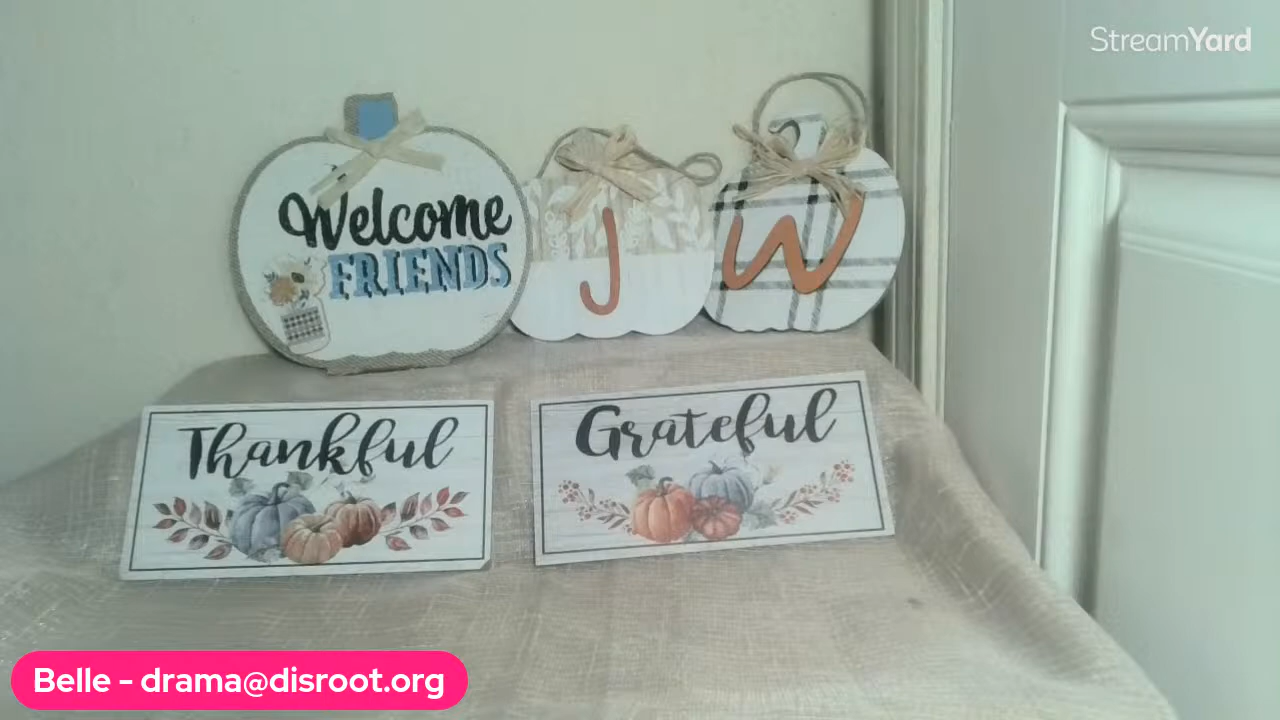 StreamYard
Welcome
FRIENDS
J
W
Thankful
Grateful
Belle - drama@disroot.org